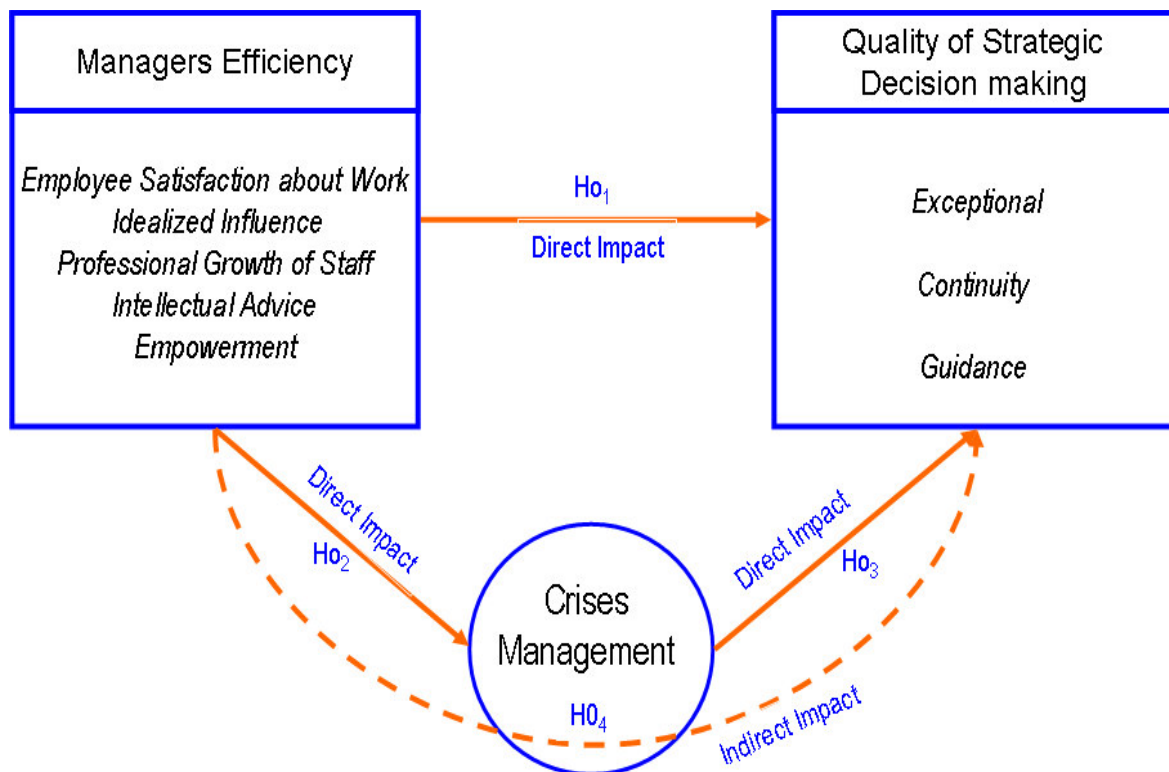 Managers Efficiency
Employee Satisfaction about Work
Idealized Influence
Professional Growth of Staff
Intellectual Advice
Empowerment
Ho₁
Direct Impact
Quality of Strategic
Decision making
Exceptional
Continuity
Guidance
Direct Impact
Ho₂
Crises
Management
H0₄
Direct Impact
Ho₃
Indirect Impact